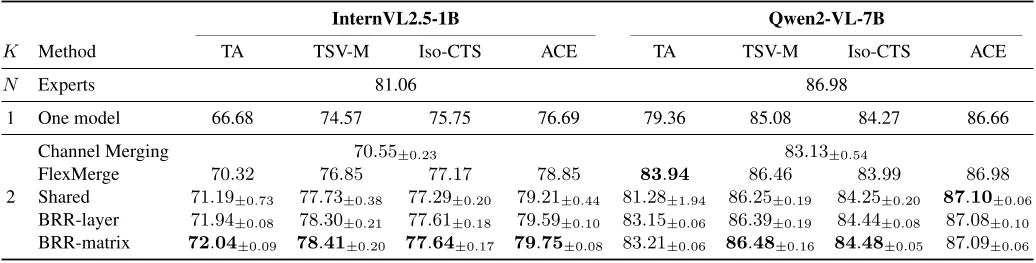 InternVL2.5-1B Qwen2-VL-7B
K Method TA TSV-M Iso-CTS ACE TA TSV-M Iso-CTS ACE
N Experts 81.06 86.98
1 One model 66.68 74.57 75.75 76.69 79.36 85.08 84.27 86.66
Channel Merging 70.55±0.23 83.13±0.54
FlexMerge 70.32 76.85 77.17 78.85 83.94 86.46 83.99 86.98
2 Shared 71.19±0.73 77.73±0.38 77.29±0.20 79.21±0.44 81.28±1.94 86.25±0.19 84.25±0.20 87.10±0.06
BRR-layer 71.94±0.08 78.30±0.21 77.61±0.18 79.59±0.10 83.15±0.06 86.39±0.19 84.44±0.08 87.08±0.10
BRR-matrix 72.04±0.09 78.41±0.20 77.64±0.17 79.75±0.08 83.21±0.06 86.48±0.16 84.48±0.05 87.09±0.06